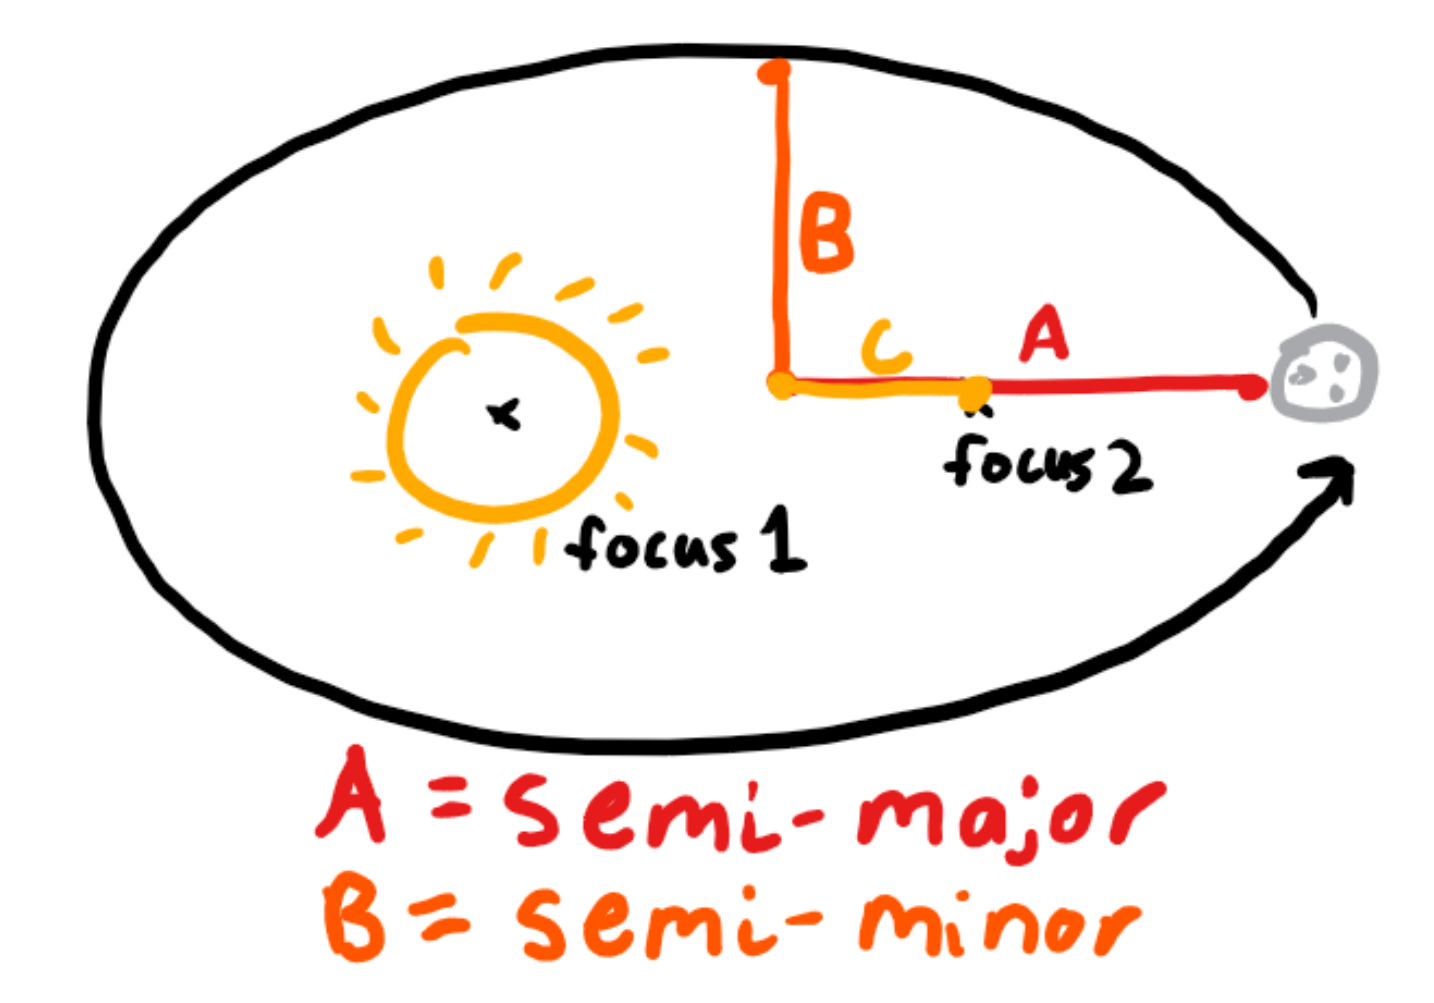 B
C
A
focus 2
focus 1
A = semi-major
B = semi-minor